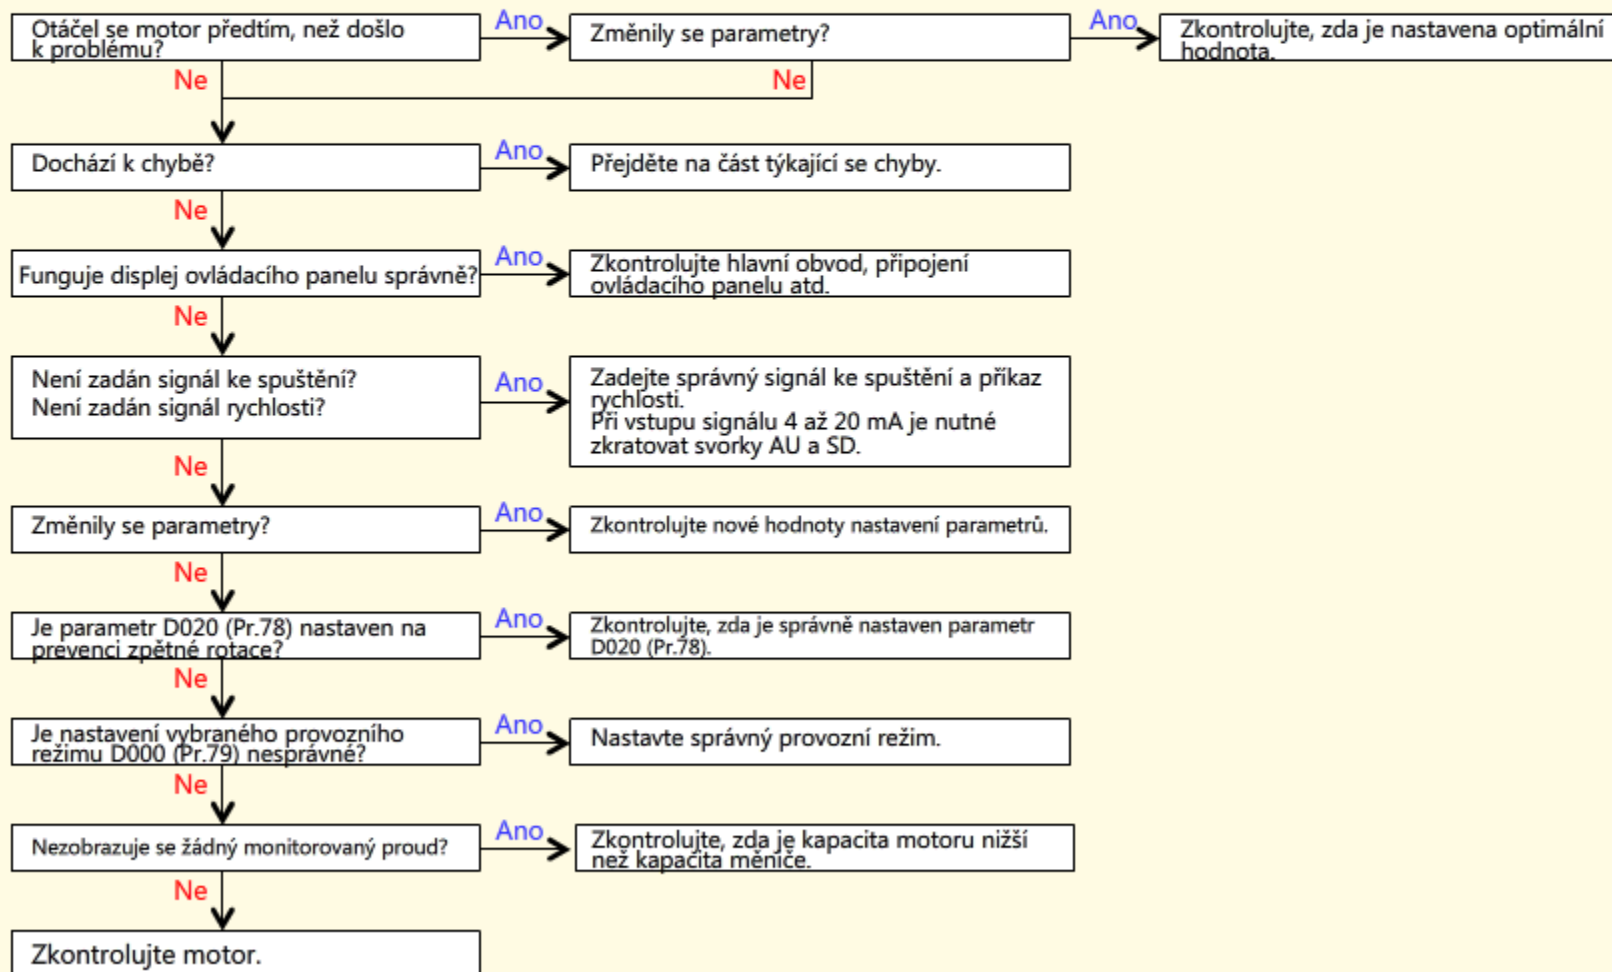 Otáčel se motor předtím, než došlo
k problému?
Ano
Změnily se parametry?
Ano
Zkontrolujte, zda je nastavena optimální
hodnota.
Ne
Ne
Dochází k chybě?
Ano
Přejděte na část týkající se chyby.
Ne
Funguje displej ovládacího panelu správně?
Ano
Zkontrolujte hlavní obvod, připojení
ovládacího panelu atd.
Ne
Není zadán signál ke spuštění?
Není zadán signál rychlosti?
Ano
Zadejte správný signál ke spuštění a příkaz
rychlosti.
Při vstupu signálu 4 až 20 mA je nutné
zkratovat svorky AU a SD.
Ne
Změnily se parametry?
Ano
Zkontrolujte nové hodnoty nastavení parametrů.
Ne
Je parametr D020 (Pr.78) nastaven na
prevenci zpětné rotace?
Ano
Zkontrolujte, zda je správně nastaven parametr
D020 (Pr.78).
Ne
Je nastavení vybraného provozního
režimu D000 (Pr.79) nesprávné?
Ano
Nastavte správný provozní režim.
Ne
Nezobrazuje se žádný monitorovaný proud?
Ano
Zkontrolujte, zda je kapacita motoru nižší
než kapacita měniče.
Ne
Zkontrolujte motor.